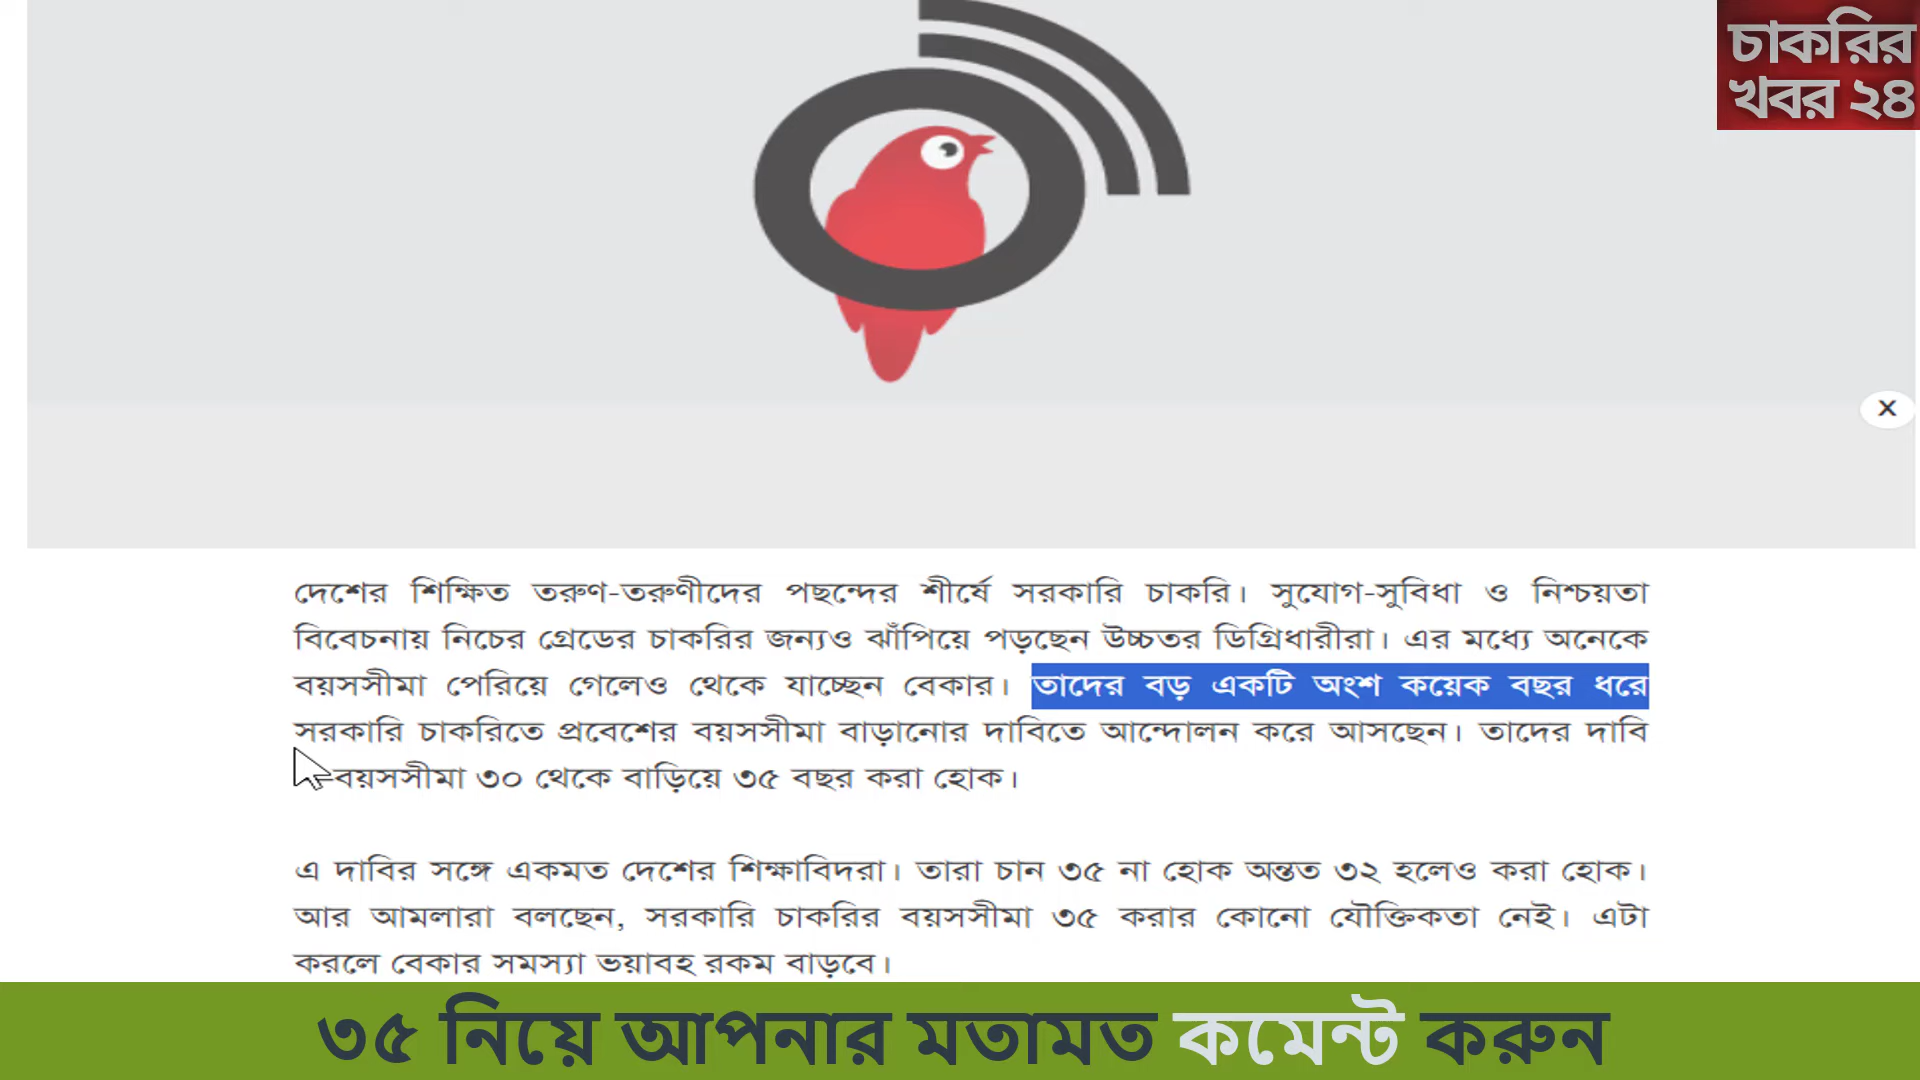 চাকরির
খবর ২৪
x
দেশের শিক্ষিত তরুণ-তরুণীদের পছন্দের শীর্ষে সরকারি চাকরি। সুযোগ-সুবিধা ও নিশ্চয়তা
বিবেচনায় নিচের গ্রেডের চাকরির জন্যও ঝাঁপিয়ে পড়ছেন উচ্চতর ডিগ্রিধারীরা। এর মধ্যে অনেকে
বয়সসীমা পেরিয়ে গেলেও থেকে যাচ্ছেন বেকার। তাদের বড় একটি অংশ কয়েক বছর ধরে
সরকারি চাকরিতে প্রবেশের বয়সসীমা বাড়ানোর দাবিতে আন্দোলন করে আসছেন। তাদের দাবি
–বয়সসীমা ৩০ থেকে বাড়িয়ে ৩৫ বছর করা হোক।
এ দাবির সঙ্গে একমত দেশের শিক্ষাবিদরা। তারা চান ৩৫ না হোক অন্তত ৩২ হলেও করা হোক।
আর আমলারা বলছেন, সরকারি চাকরির বয়সসীমা ৩৫ করার কোনো যৌক্তিকতা নেই। এটা
করলে বেকার সমস্যা ভয়াবহ রকম বাড়বে।
৩৫ নিয়ে আপনার মতামত কমেন্ট করুন